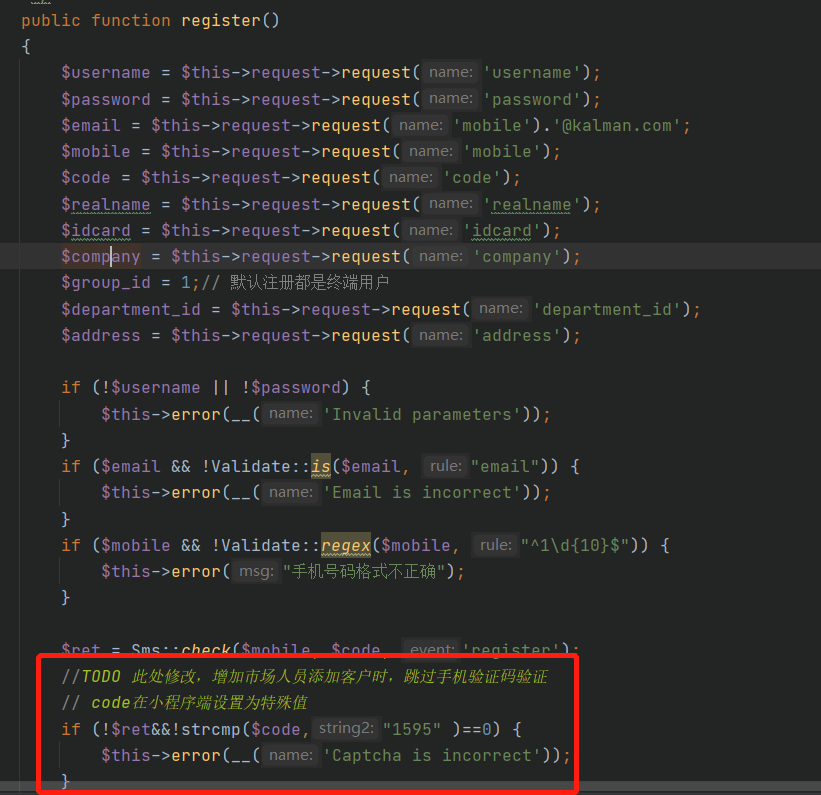 public function register()
{
$username = $this->request->request( name: 'username');
$password = $this->request->request( name: 'password');
$email = $this->request->request( name: 'mobile').'@kalman.com';
$mobile = $this->request->request( name: 'mobile');
$code = $this->request->request( name: 'code');
$realname = $this->request->request( name: 'realname');
$idcard = $this->request->request( name: 'idcard');
$company = $this->request->request( name: 'company');
$group_id = 1;// 默认注册都是终端用户
$department_id = $this->request->request( name: 'department_id');
$address = $this->request->request( name: 'address');
if (!$username || !$password) {
$this->error(__( name: 'Invalid parameters'));
}
if ($email && !Validate::is($email, rule: "email")) {
$this->error(__( name: 'Email is incorrect'));
}
if ($mobile && !Validate::regex($mobile, rule: "^1\d{10}$")) {
$this->error( msg: "手机号码格式不正确");
}
$ret = Sms::check($mobile, $code, event: 'register');
//TODO 此处修改，增加市场人员添加客户时，跳过手机验证码验证
// code在小程序端设置为特殊值
if (!$ret&&!strcmp($code, string2: "1595" )==0) {
$this->error(__( name: 'Captcha is incorrect'));
}